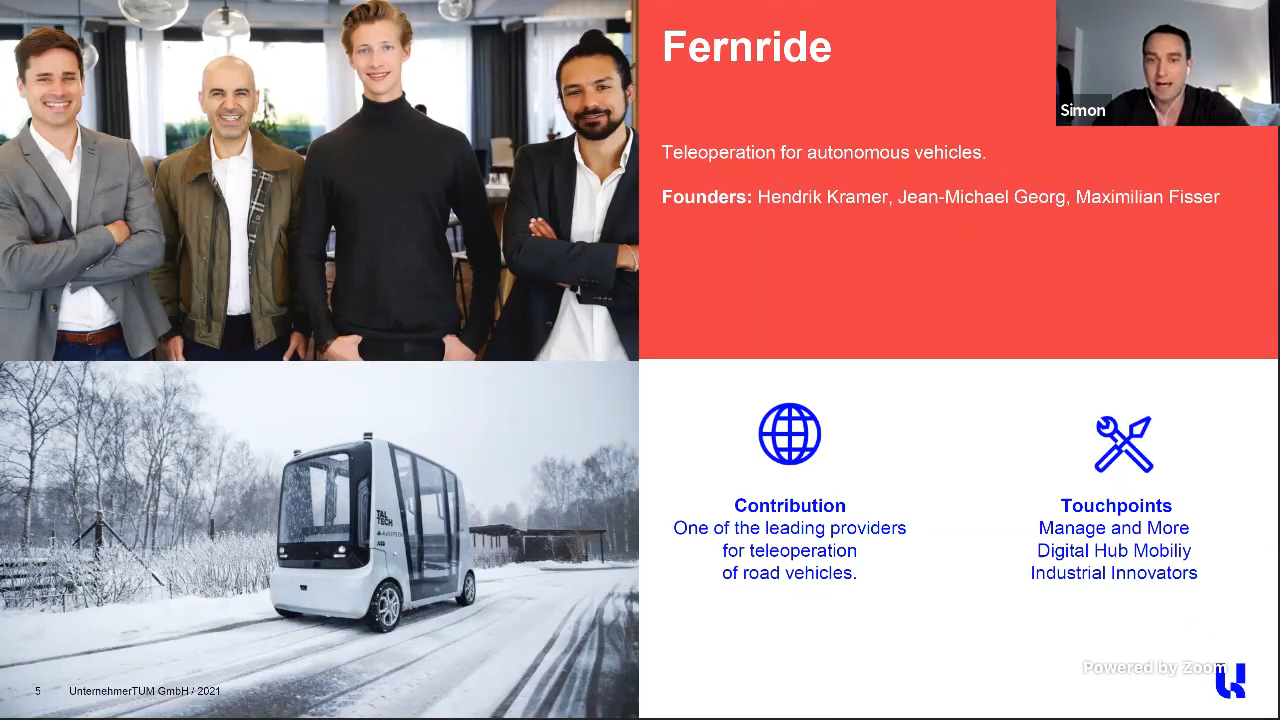 Fernride
Simon
Teleoperation for autonomous vehicles.
Founders: Hendrik Kramer, Jean-Michael Georg, Maximilian Fisser
TAL
TECH
ABB
Contribution
One of the leading providers
for teleoperation
of road vehicles.
Touchpoints
Manage and More
Digital Hub Mobiliy
Industrial Innovators
5
UnternehmerTUM GmbH / 2021
Powered by Zoom